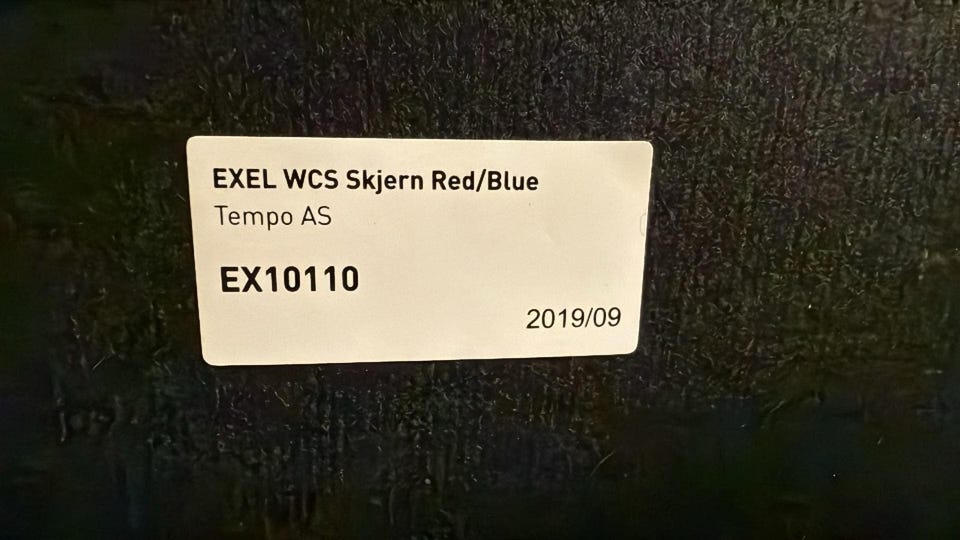 EXEL WCS Skjern Red/Blue
Tempo AS
EX10110
2019/09